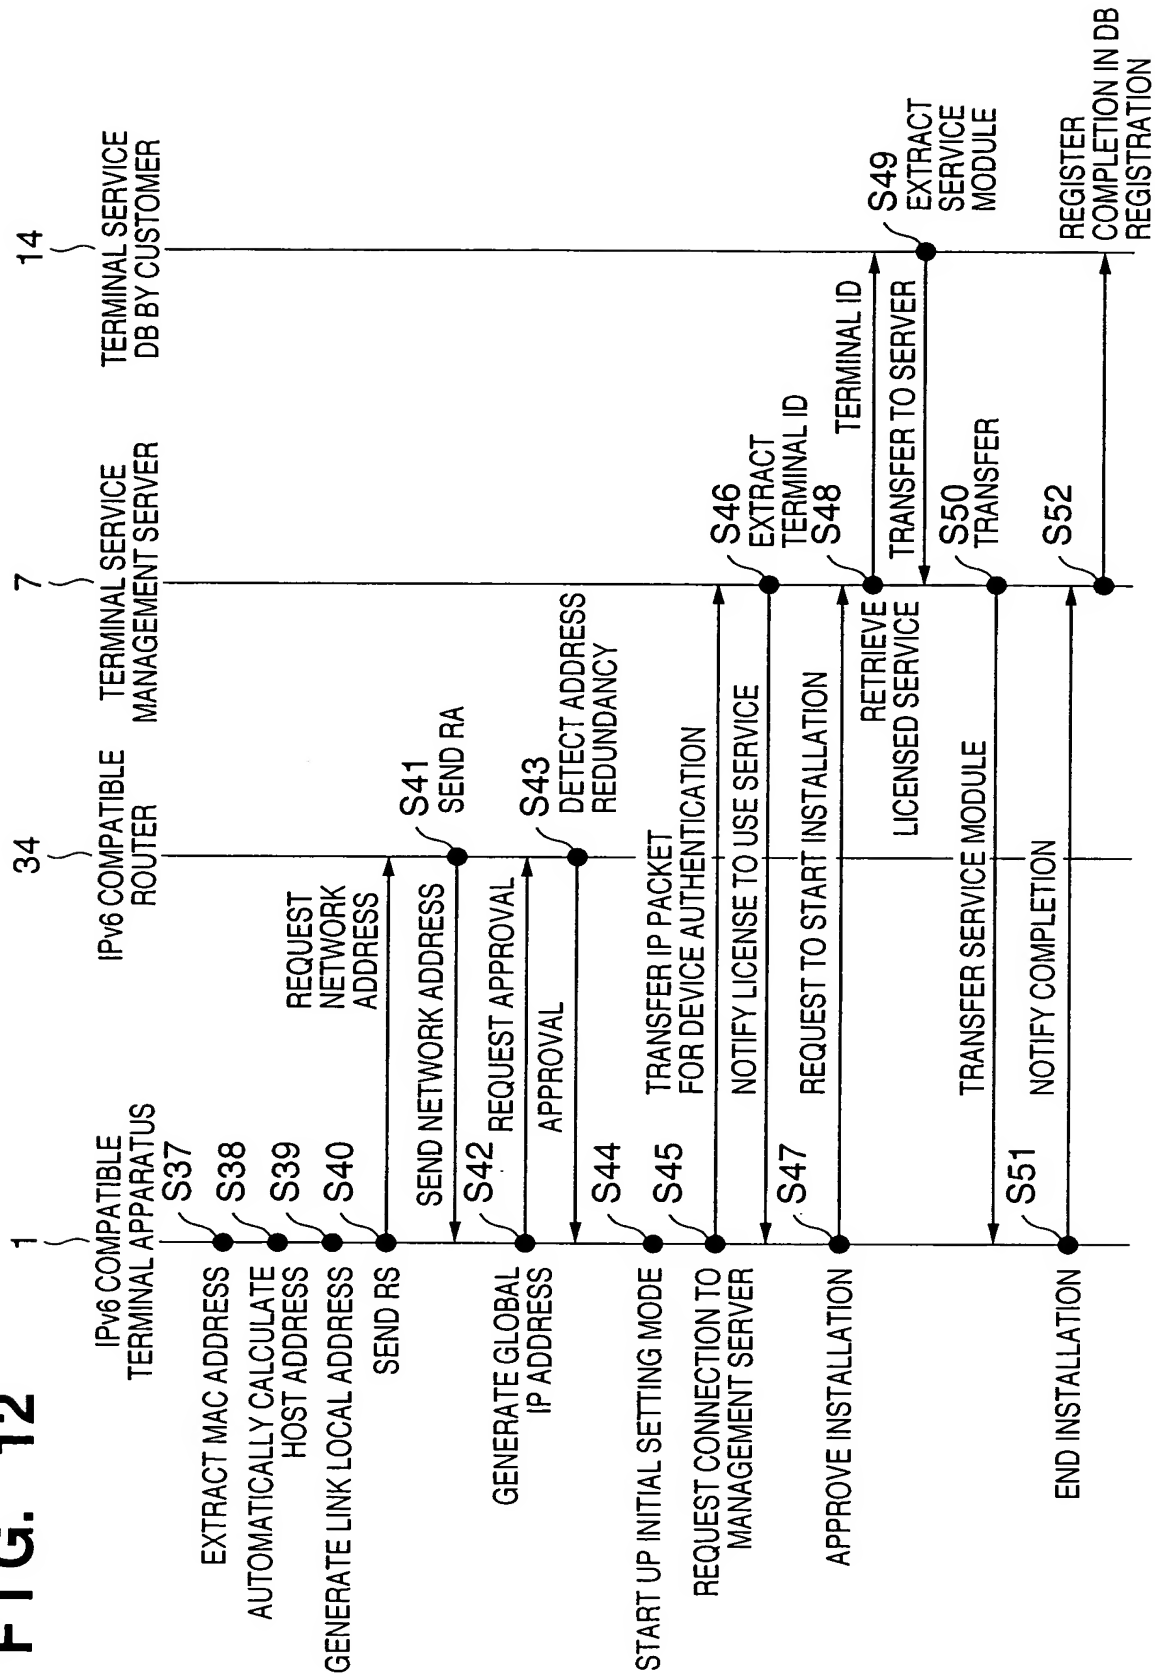 FIG. 12
1
IPv6 COMPATIBLE
TERMINAL APPARATUS
34
IPv6 COMPATIBLE
ROUTER
7
TERMINAL SERVICE
MANAGEMENT SERVER
14
TERMINAL SERVICE
DB BY CUSTOMER
EXTRACT MAC ADDRESS
S37
AUTOMATICALLY CALCULATE
HOST ADDRESS
S38
GENERATE LINK LOCAL ADDRESS
S39
SEND RS
S40
REQUEST
NETWORK
ADDRESS
S41
SEND RA
SEND NETWORK ADDRESS
GENERATE GLOBAL
IP ADDRESS
S42
REQUEST APPROVAL
S43
DETECT ADDRESS
REDUNDANCY
APPROVAL
START UP INITIAL SETTING MODE
S44
REQUEST CONNECTION TO
MANAGEMENT SERVER
S45
TRANSFER IP PACKET
FOR DEVICE AUTHENTICATION
S46
EXTRACT
TERMINAL ID
NOTIFY LICENSE TO USE SERVICE
APPROVE INSTALLATION
S47
REQUEST TO START INSTALLATION
S48
RETRIEVE
LICENSED SERVICE
TERMINAL ID
S49
EXTRACT
SERVICE
MODULE
TRANSFER TO SERVER
S50
TRANSFER
TRANSFER SERVICE MODULE
END INSTALLATION
S51
NOTIFY COMPLETION
S52
REGISTER
COMPLETION IN DB
REGISTRATION